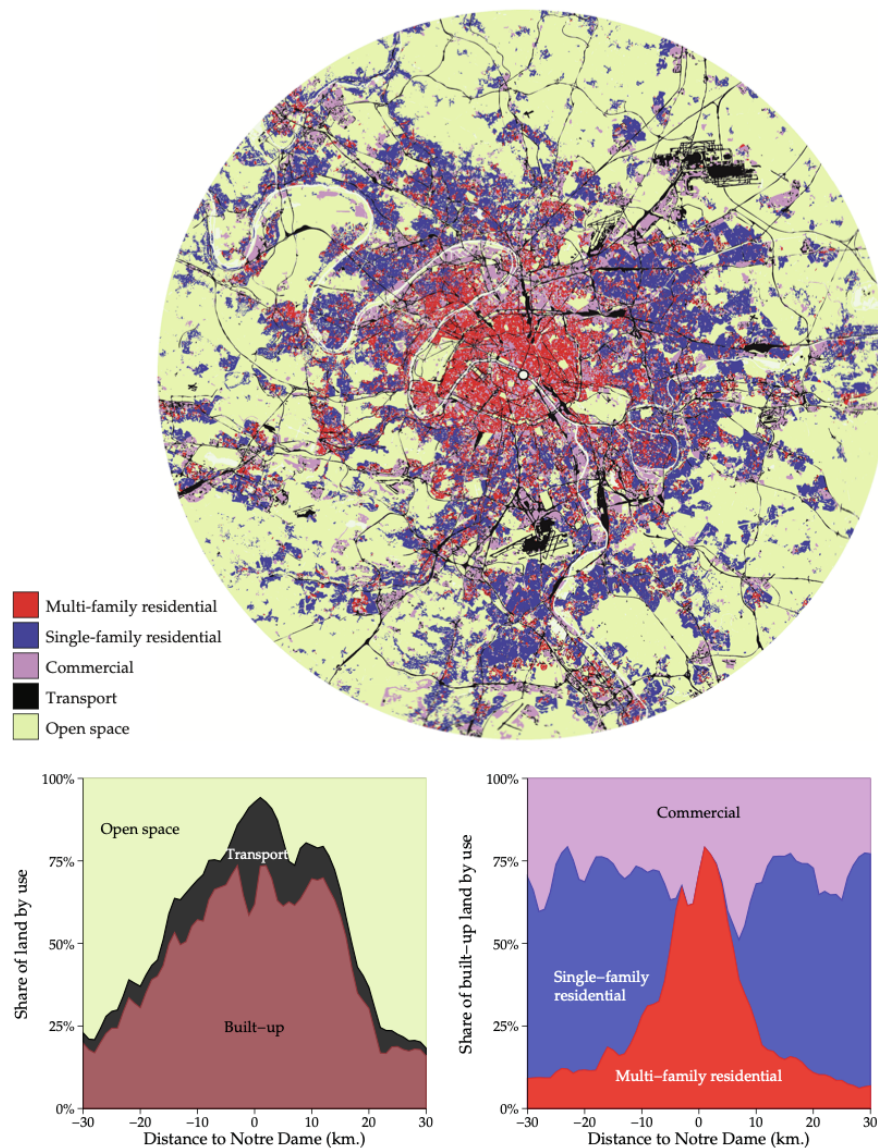 Multi-family residential
Single-family residential
Commercial
Transport
Open space
100%
75%
50%
25%
0%
Share of land by use
Open space
Transport
Built-up
-30
-20
-10
0
10
20
30
Distance to Notre Dame (km.)
100%
75%
50%
25%
0%
Share of built-up land by use
Commercial
Single-family
residential
Multi-family residential
-30
-20
-10
0
10
20
30
Distance to Notre Dame (km.)